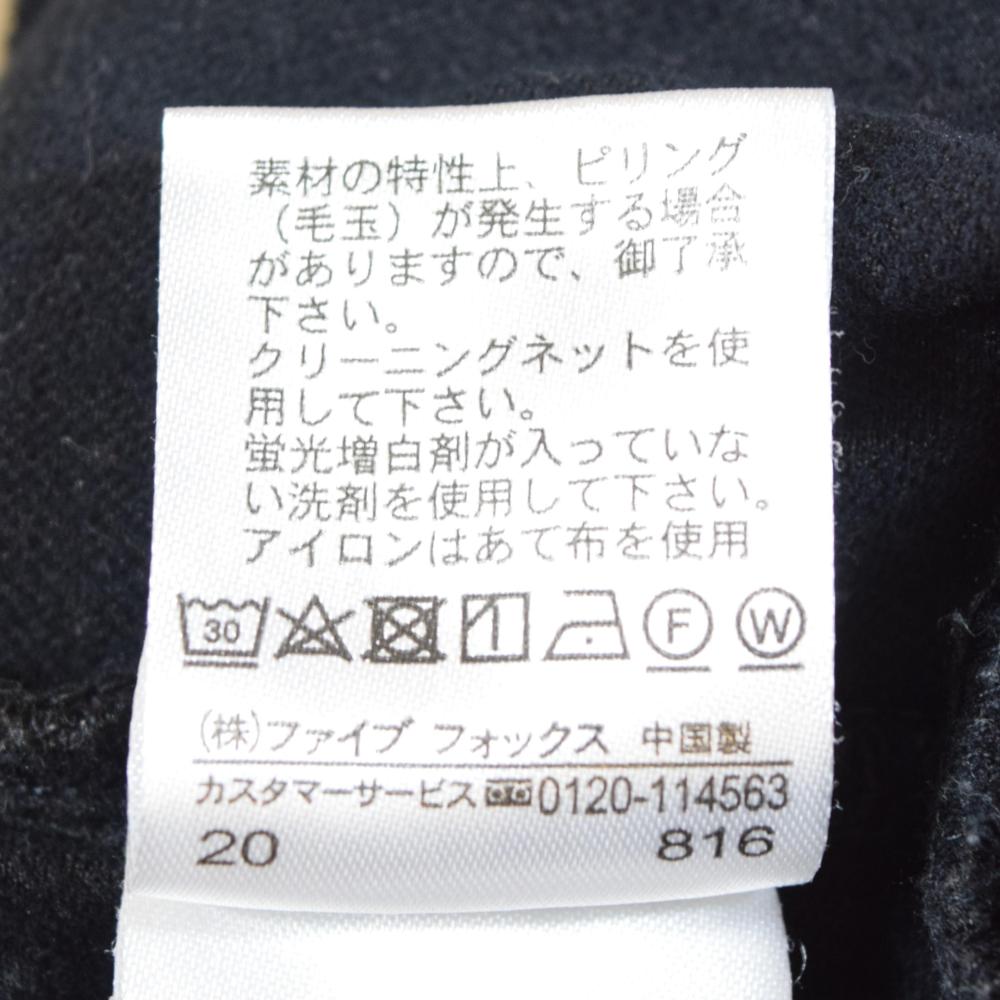 素材の特性上、ピリング
（毛玉）が発生する場合
がありますので、御了承
下さい。
クリーニングネットを使
用して下さい。
蛍光増白剤が入っていな
い洗剤を使用して下さい。
アイロンはあて布を使用
30 F W
(株)ファイブ フォックス 中国製
カスタマーサービス 0120-114563
20 816